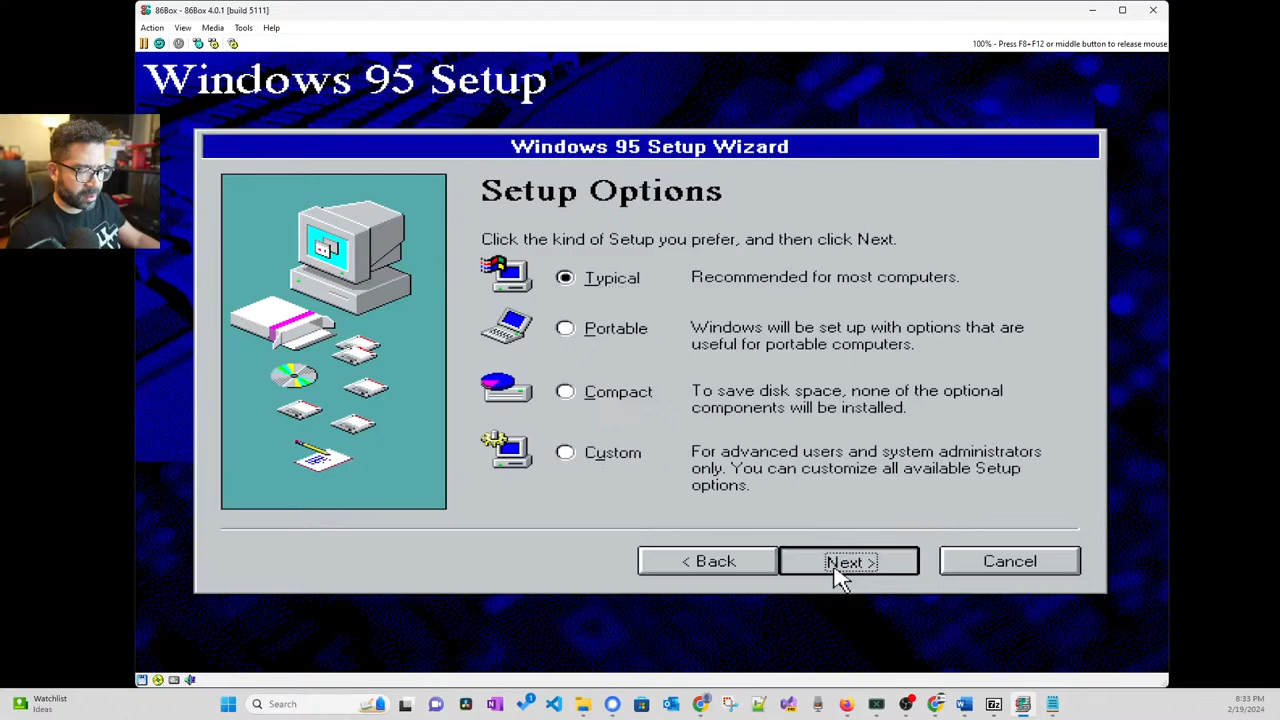 86Box - 86Box 4.0.1 [build 5111]
Action View Media Tools Help
100% - Press F8+F12 or middle button to release mouse
Windows 95 Setup
Windows 95 Setup Wizard
Setup Options
Click the kind of Setup you prefer, and then click Next.
Typical Recommended for most computers.
Portable Windows will be set up with options that are
useful for portable computers.
Compact To save disk space, none of the optional
components will be installed.
Custom For advanced users and system administrators
only. You can customize all available Setup
options.
< Back Next > Cancel
Watchlist
Ideas
Search
8:33 PM
2/19/2024